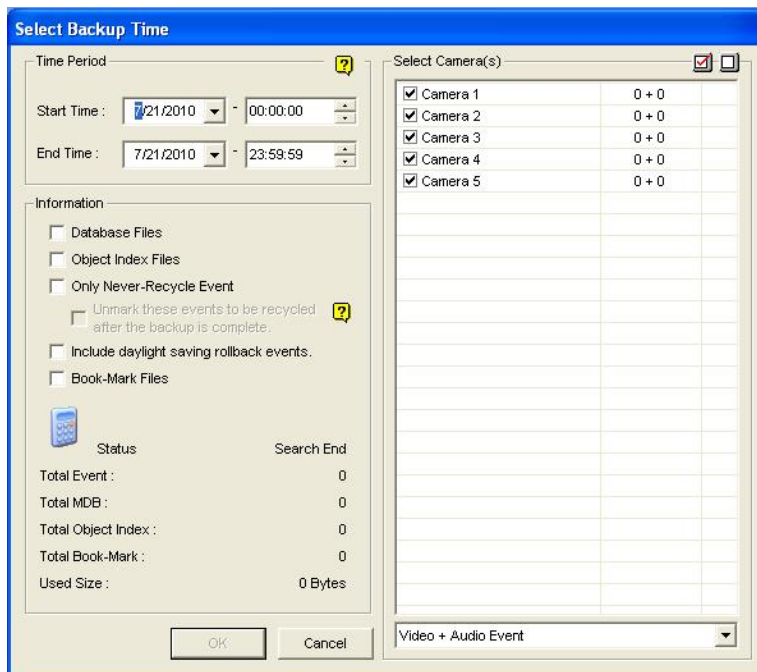 Select Backup Time
Time Period
Start Time : 7/21/2010 - 00:00:00
End Time : 7/21/2010 - 23:59:59
Information
Database Files
Object Index Files
Only Never-Recycle Event
Unmark these events to be recycled
after the backup is complete.
Include daylight saving rollback events.
Book-Mark Files
Status Search End
Total Event : 0
Total MDB : 0
Total Object Index : 0
Total Book-Mark : 0
Used Size : 0 Bytes
OK Cancel
Select Camera(s)
Camera 1 0 + 0
Camera 2 0 + 0
Camera 3 0 + 0
Camera 4 0 + 0
Camera 5 0 + 0
Video + Audio Event